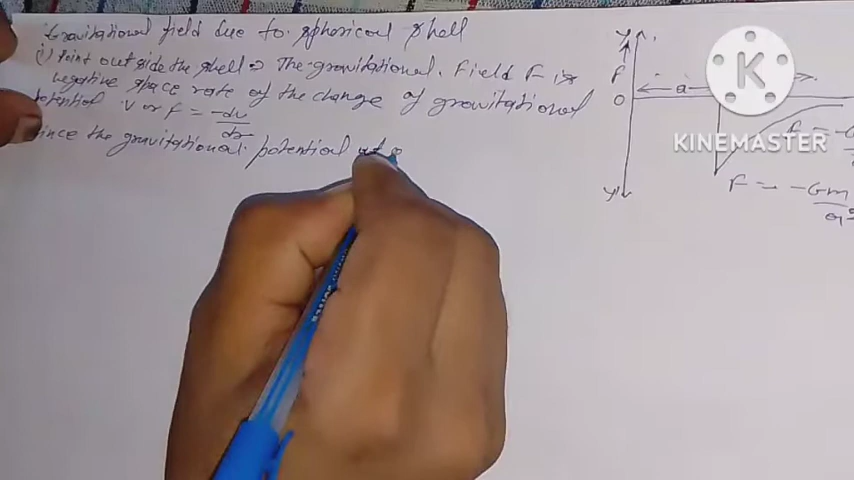 Gravitational field due to spherical shell
(i) Point outside the shell ⇒ The gravitational. Field F is
negative space rate of the change of gravitational
potential V or F = -dv/dr
since the gravitational potential at
Y
F
O
a
Y'
F = -Gm/a²
K
KINEMASTER